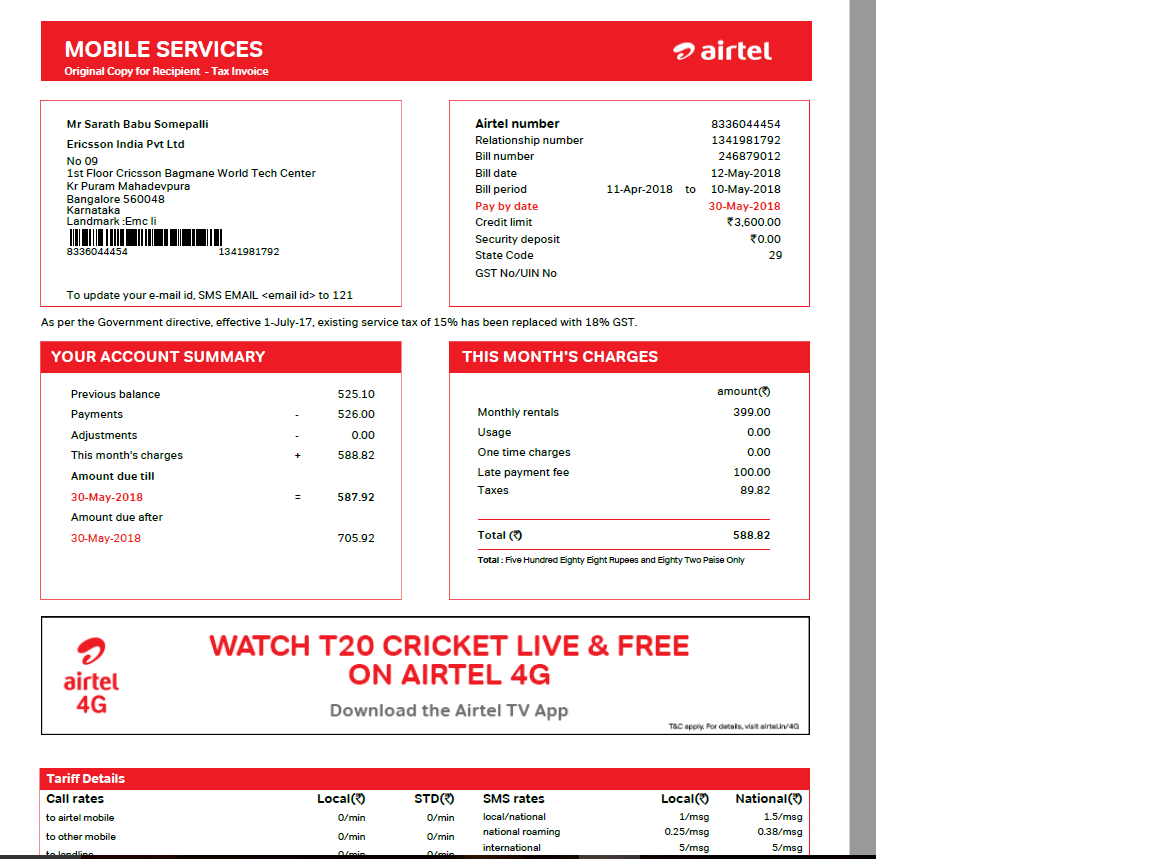 MOBILE SERVICES
Original Copy for Recipient - Tax Invoice
airtel
Mr Sarath Babu Somepalli
Ericsson India Pvt Ltd
No 09
1st Floor Cricsson Bagmane World Tech Center
Kr Puram Mahadevpura
Bangalore 560048
Karnataka
Landmark :Emc li
8336044454 1341981792
To update your e-mail id, SMS EMAIL <email id> to 121
Airtel number 8336044454
Relationship number 1341981792
Bill number 246879012
Bill date 12-May-2018
Bill period 11-Apr-2018 to 10-May-2018
Pay by date 30-May-2018
Credit limit ₹3,600.00
Security deposit ₹0.00
State Code 29
GST No/UIN No
As per the Government directive, effective 1-July-17, existing service tax of 15% has been replaced with 18% GST.
YOUR ACCOUNT SUMMARY
Previous balance 525.10
Payments - 526.00
Adjustments - 0.00
This month's charges + 588.82
Amount due till
30-May-2018 = 587.92
Amount due after
30-May-2018 705.92
THIS MONTH'S CHARGES
amount(₹)
Monthly rentals 399.00
Usage 0.00
One time charges 0.00
Late payment fee 100.00
Taxes 89.82
Total (₹) 588.82
Total : Five Hundred Eighty Eight Rupees and Eighty Two Paise Only
airtel
4G
WATCH T20 CRICKET LIVE & FREE
ON AIRTEL 4G
Download the Airtel TV App
T&C apply. For details, visit airtel.in/4G
Tariff Details
Call rates Local(₹) STD(₹) SMS rates Local(₹) National(₹)
to airtel mobile 0/min 0/min local/national 1/msg 1.5/msg
to other mobile 0/min 0/min national roaming 0.25/msg 0.38/msg
to landline 0/min 0/min international 5/msg 5/msg